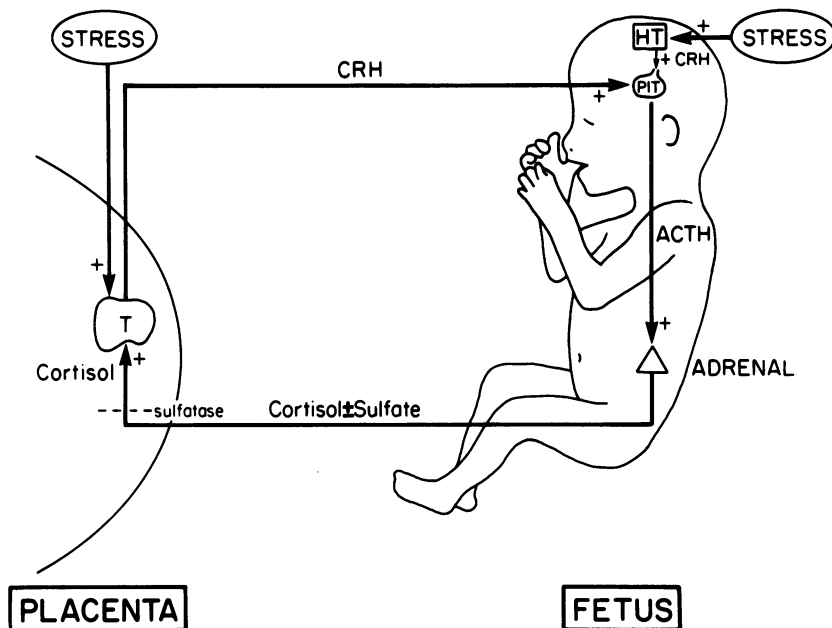 STRESS
HT
+
STRESS
+ CRH
CRH
+
PIT
ACTH
+
+
T
+
Cortisol
ADRENAL
sulfatase
Cortisol±Sulfate
PLACENTA
FETUS